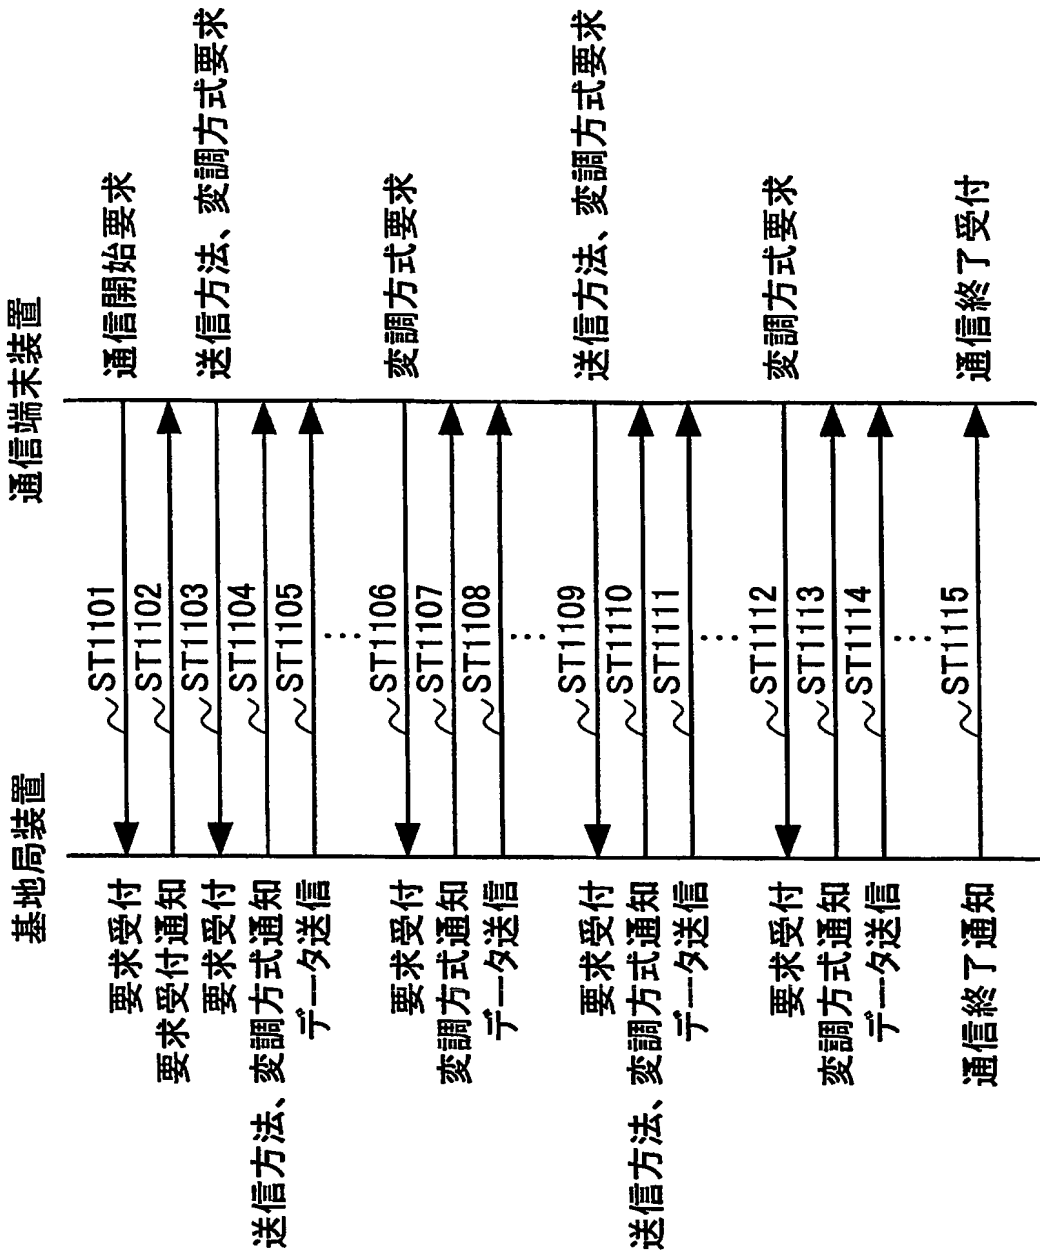 基地局装置
通信端末装置
要求受付
ST1101
通信開始要求
要求受付通知
ST1102
要求受付
ST1103
送信方法、変調方式要求
送信方法、変調方式通知
ST1104
データ送信
ST1105
...
要求受付
ST1106
変調方式要求
変調方式通知
ST1107
データ送信
ST1108
...
要求受付
ST1109
送信方法、変調方式要求
送信方法、変調方式通知
ST1110
データ送信
ST1111
...
要求受付
ST1112
変調方式要求
変調方式通知
ST1113
データ送信
ST1114
...
通信終了通知
ST1115
通信終了受付